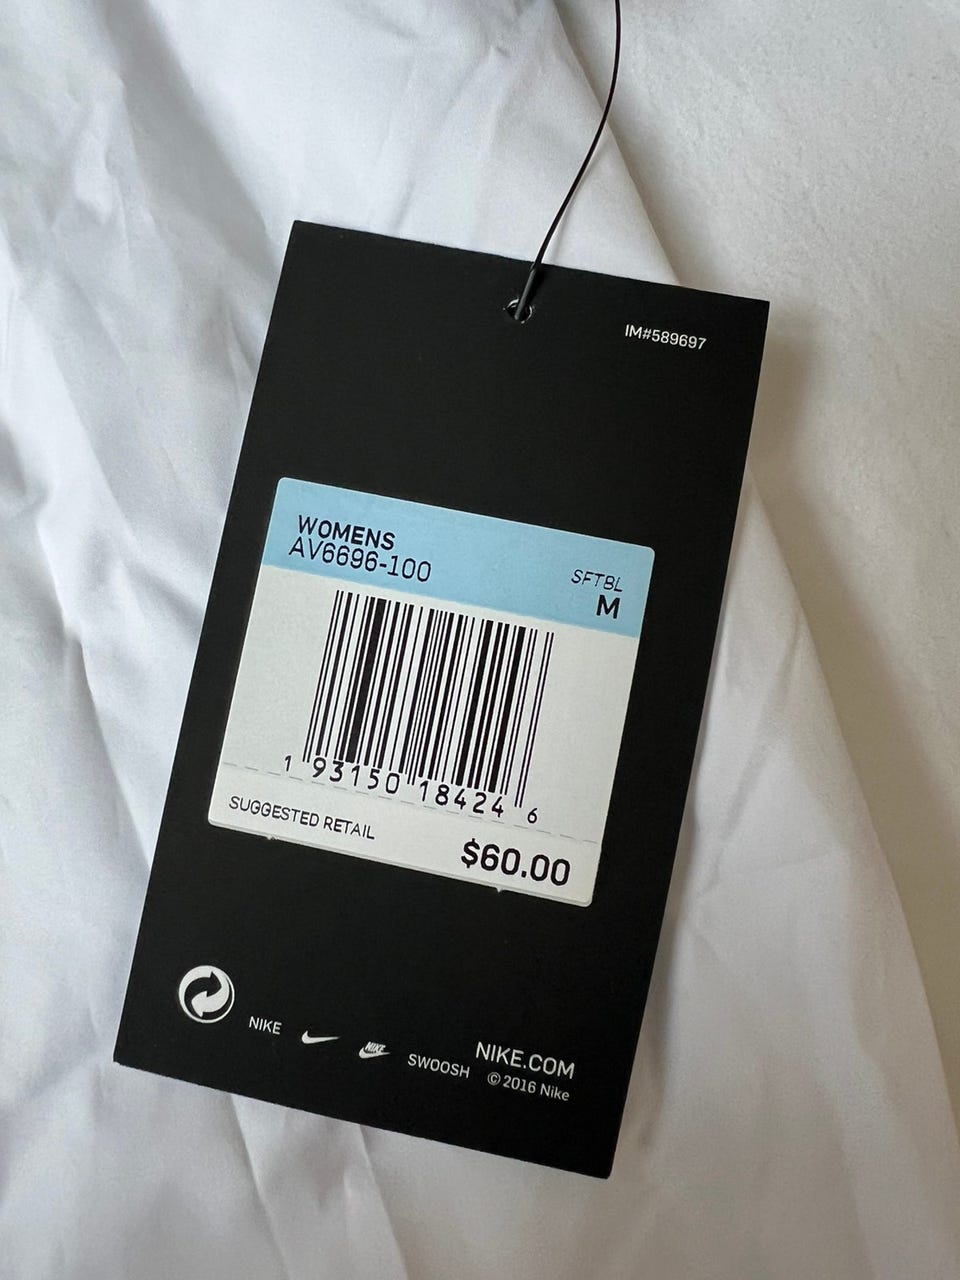 IM#589697
WOMENS
AV6696-100
SFTBL
M
1 93150 18424 6
SUGGESTED RETAIL
$60.00
NIKE NIKE SWOOSH NIKE.COM
© 2016 Nike